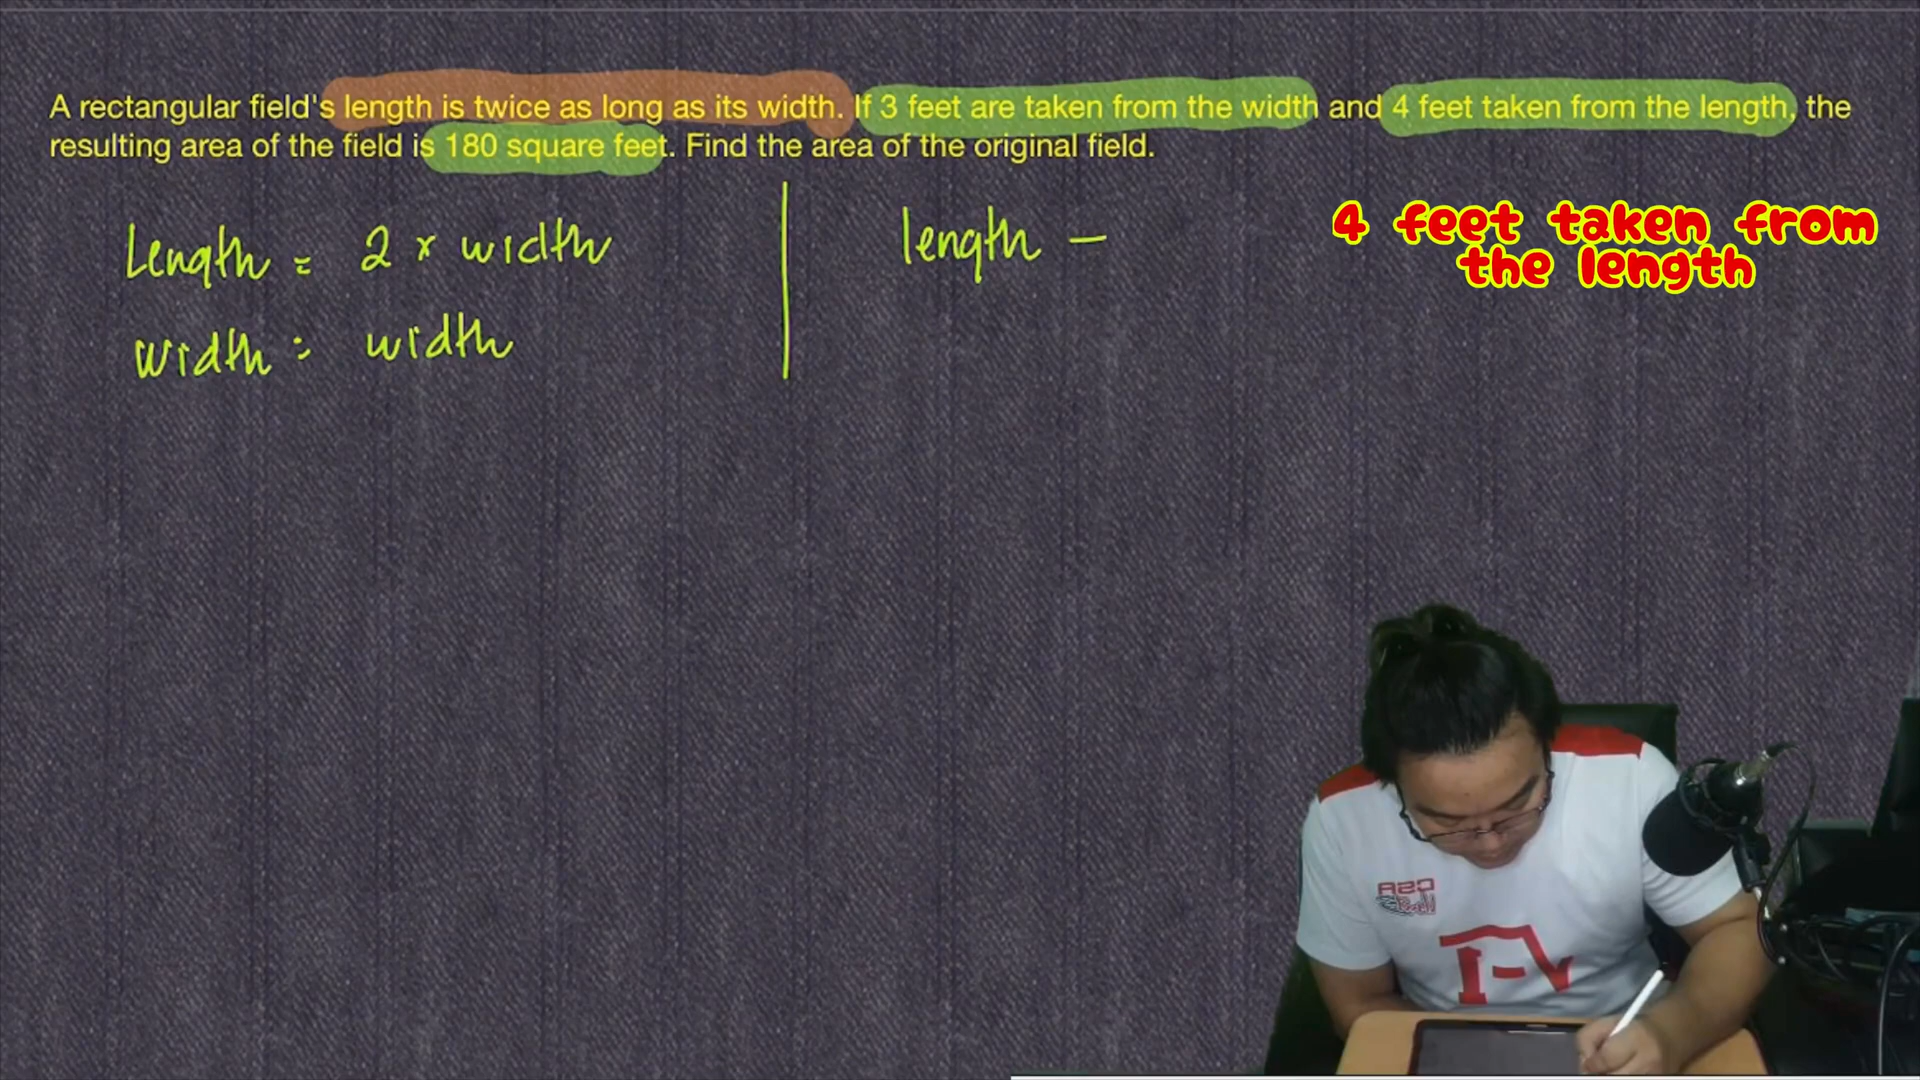 A rectangular field's length is twice as long as its width. If 3 feet are taken from the width and 4 feet taken from the length, the
resulting area of the field is 180 square feet. Find the area of the original field.
Length = 2 x width
width = width
length —
4 feet taken from
the length